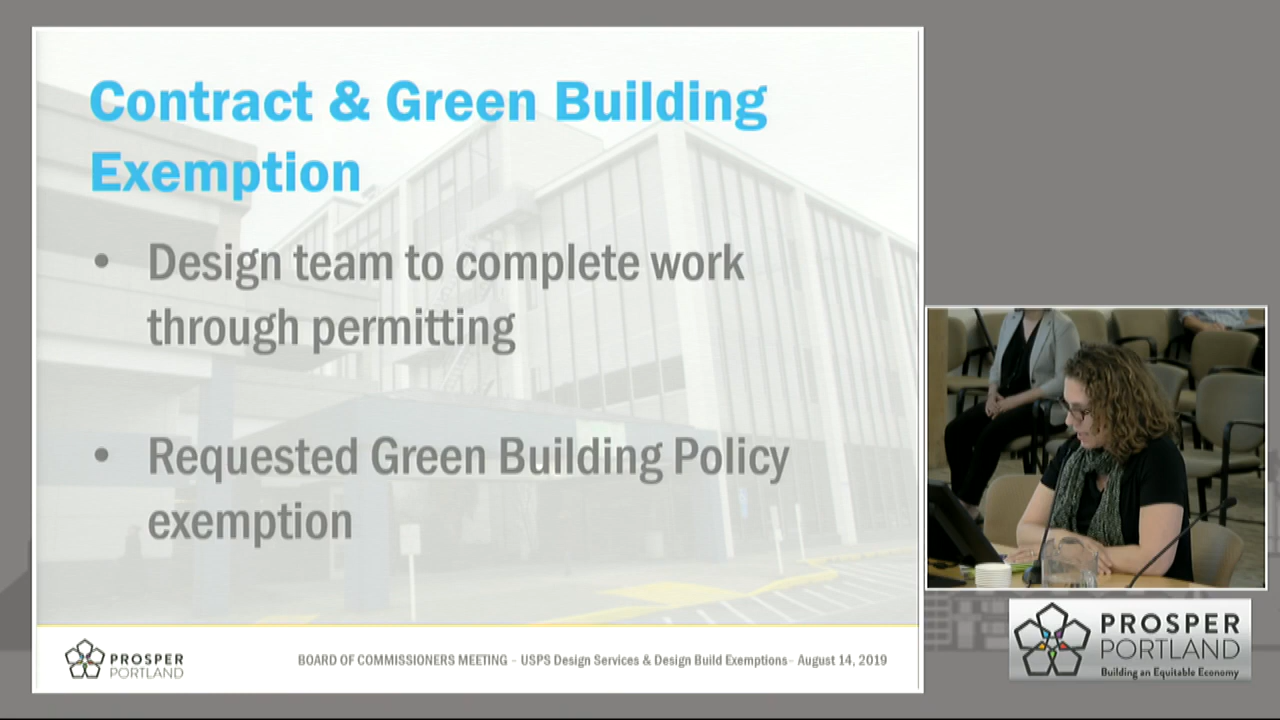 Contract & Green Building
Exemption
• Design team to complete work
through permitting
• Requested Green Building Policy
exemption
PROSPER
PORTLAND
BOARD OF COMMISSIONERS MEETING - USPS Design Services & Design Build Exemptions- August 14, 2019
PROSPER
PORTLAND
Building an Equitable Economy